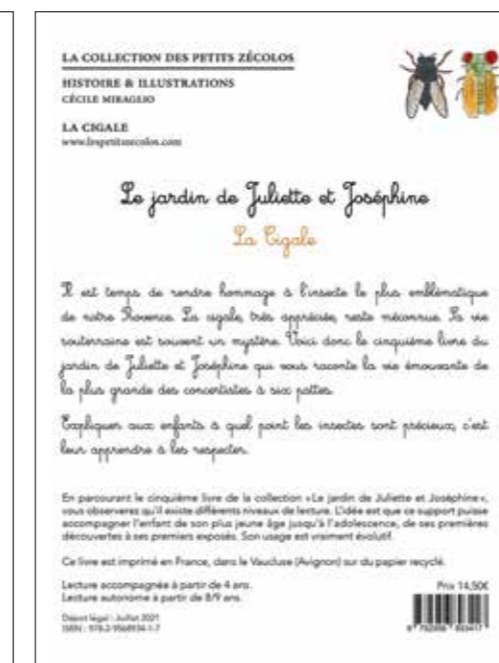 LA COLLECTION DES PETITS ZÉCOLOS
HISTOIRE & ILLUSTRATIONS
CÉCILE MIRAGLIO
LA CIGALE
www.lespetitszecolos.com
Le jardin de Juliette et Joséphine
La Cigale
Il est temps de rendre hommage à l'insecte le plus emblématique
de notre Provence. La cigale, très appréciée, reste méconnue. Sa vie
souterraine est souvent un mystère. Voici donc le cinquième livre du
jardin de Juliette et Joséphine qui vous raconte la vie émouvante de
la plus grande des concertistes à six pattes.
Expliquer aux enfants à quel point les insectes sont précieux, c'est
leur apprendre à les respecter.
En parcourant le cinquième livre de la collection «Le jardin de Juliette et Joséphine»,
vous observerez qu'il existe différents niveaux de lecture. L'idée est que ce support puisse
accompagner l'enfant de son plus jeune âge jusqu'à l'adolescence, de ses premières
découvertes à ses premiers exposés. Son usage est vraiment évolutif.
Ce livre est imprimé en France, dans le Vaucluse (Avignon) sur du papier recyclé.
Lecture accompagnée à partir de 4 ans.
Prix 14,50€
Lecture autonome à partir de 8/9 ans.
Dépôt légal : Juillet 2021
ISBN : 978-2-9568934-1-7